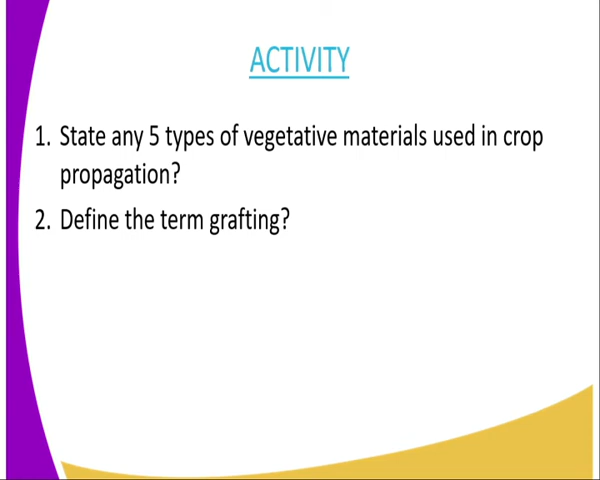 ACTIVITY
1. State any 5 types of vegetative materials used in crop
propagation?
2. Define the term grafting?